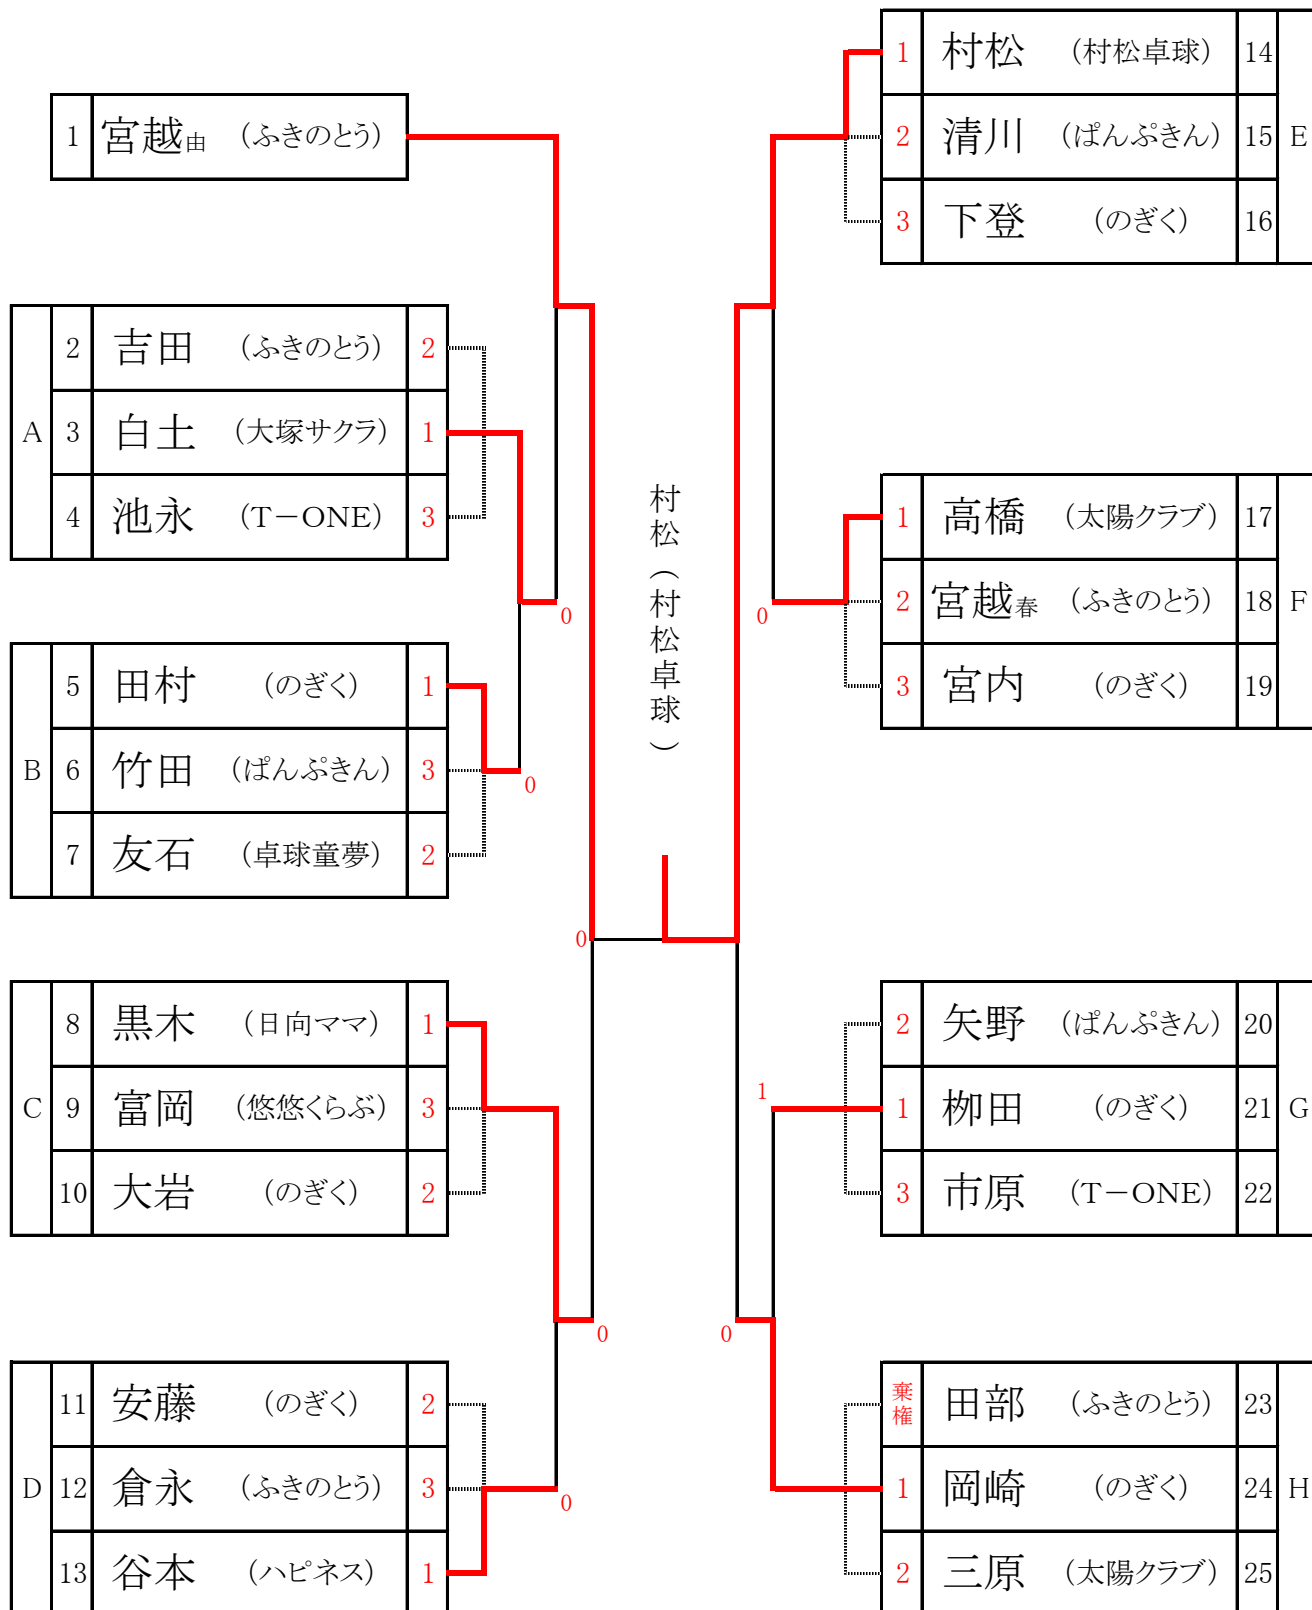 1 宮越由 (ふきのとう)
A
2 吉田 (ふきのとう) 2
3 白土 (大塚サクラ) 1
4 池永 (T−ONE) 3
0
B
5 田村 (のぎく) 1
6 竹田 (ぱんぷきん) 3
7 友石 (卓球童夢) 2
0
0
C
8 黒木 (日向ママ) 1
9 富岡 (悠悠くらぶ) 3
10 大岩 (のぎく) 2
0
D
11 安藤 (のぎく) 2
12 倉永 (ふきのとう) 3
13 谷本 (ハピネス) 1
0
村松(村松卓球)
1 村松 (村松卓球) 14
2 清川 (ぱんぷきん) 15
3 下登 (のぎく) 16
E
0
1 高橋 (太陽クラブ) 17
2 宮越春 (ふきのとう) 18
3 宮内 (のぎく) 19
F
1
2 矢野 (ぱんぷきん) 20
1 栁田 (のぎく) 21
3 市原 (T−ONE) 22
G
0
棄権 田部 (ふきのとう) 23
1 岡崎 (のぎく) 24
2 三原 (太陽クラブ) 25
H